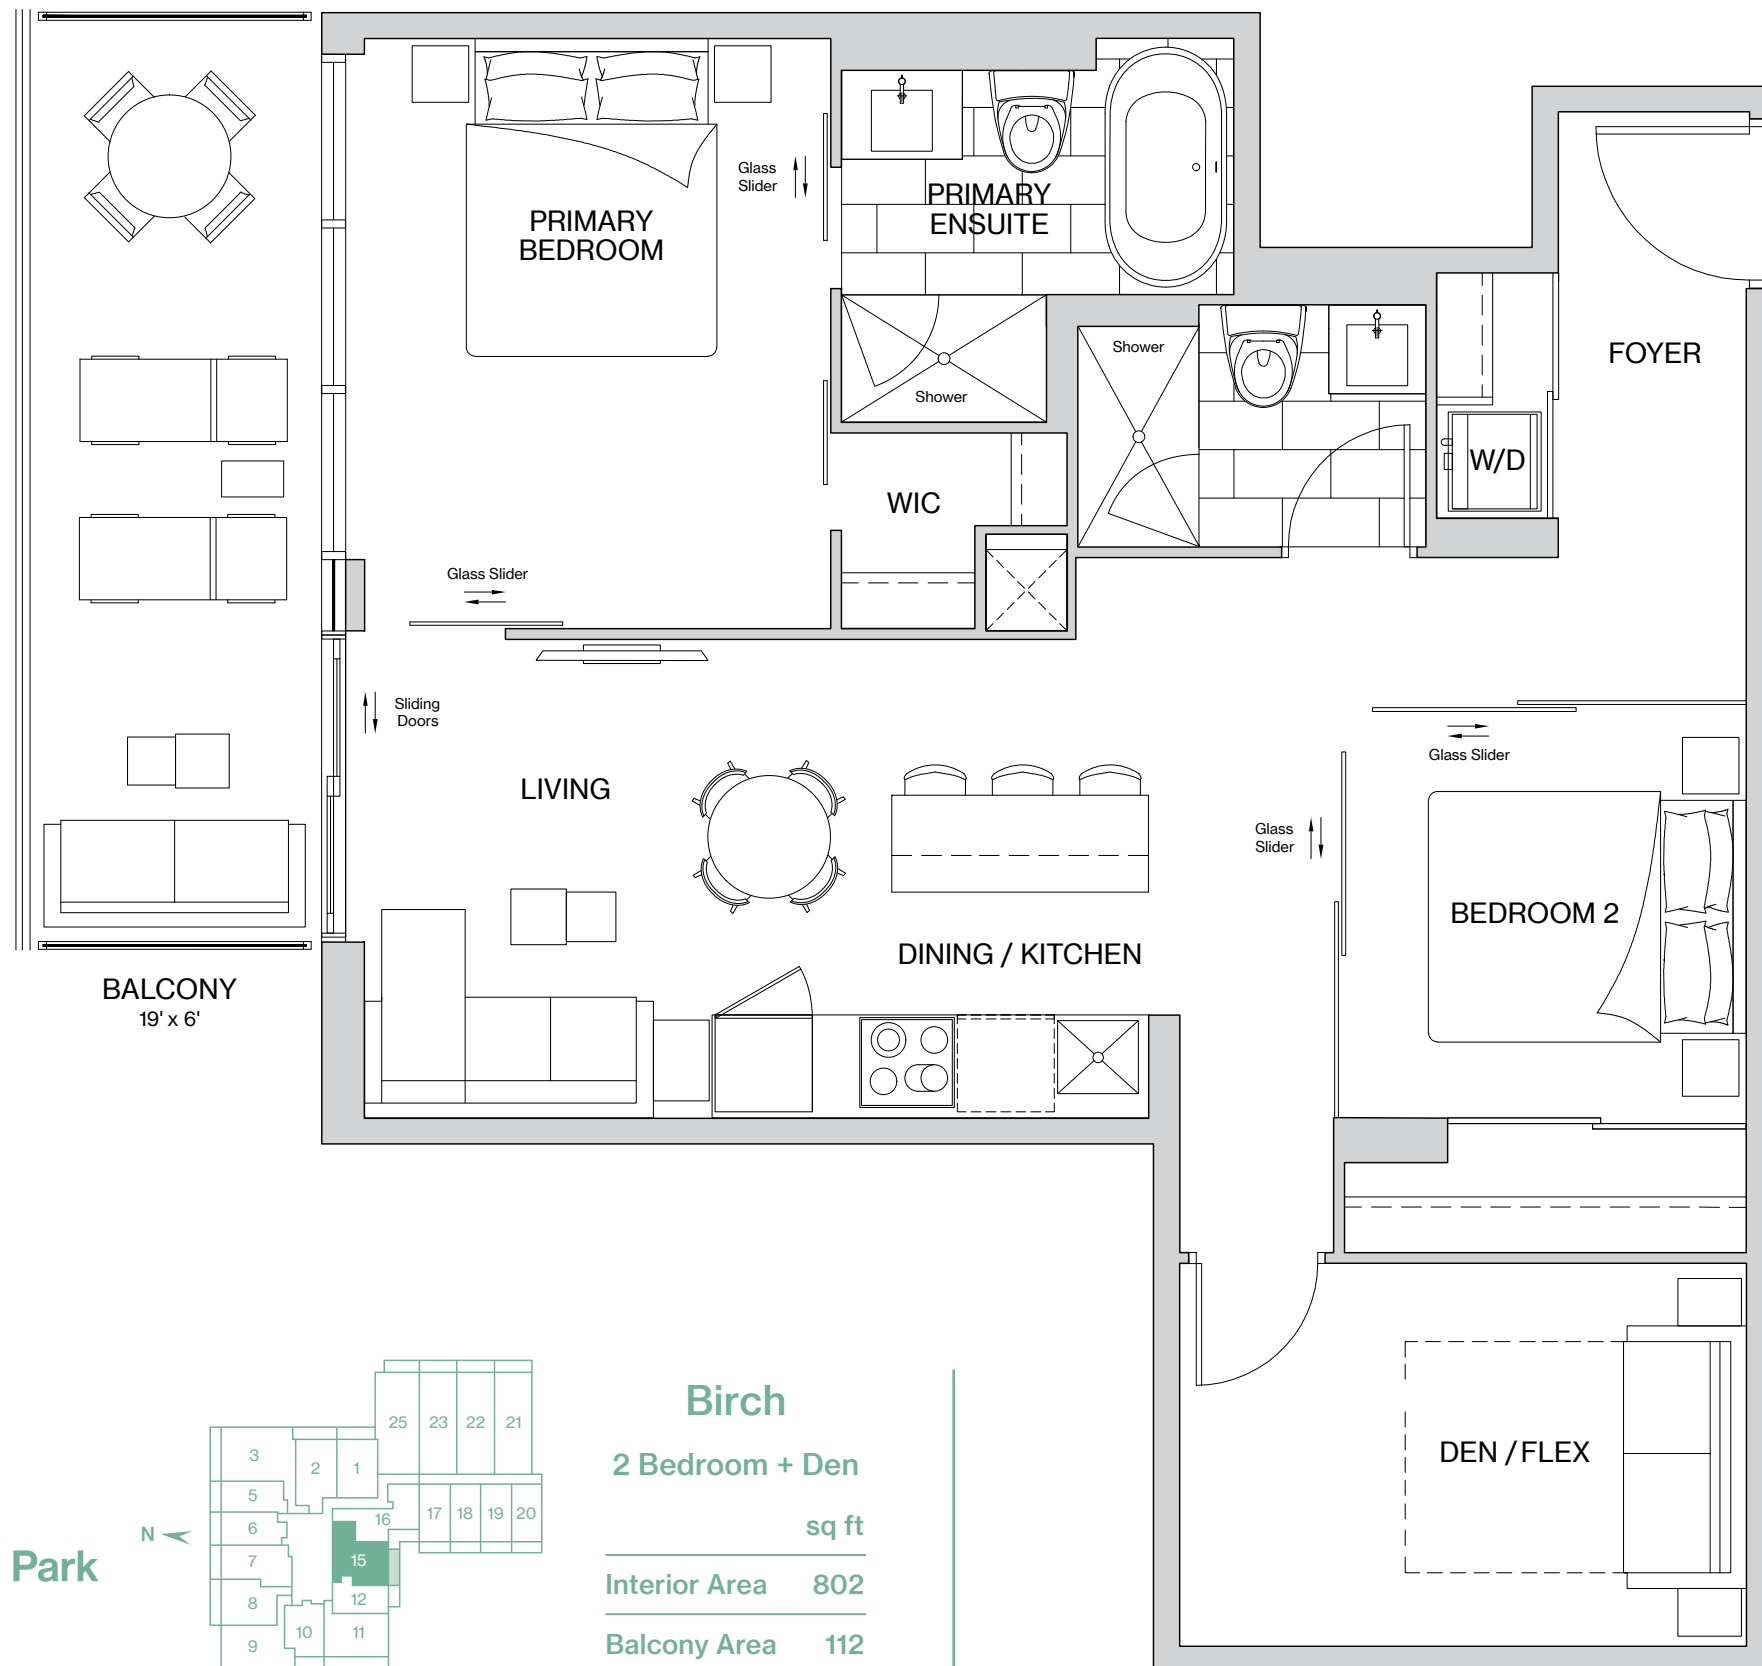 Glass
Slider
PRIMARY
BEDROOM
PRIMARY
ENSUITE
Shower
Shower
FOYER
W/D
WIC
Glass Slider
Sliding
Doors
Glass Slider
LIVING
Glass
Slider
BEDROOM 2
DINING / KITCHEN
BALCONY
19' x 6'
DEN / FLEX
Park
N
25
23
22
21
3
2
1
5
17
18
19
20
16
6
7
15
8
12
10
11
9
Birch
2 Bedroom + Den
sq ft
Interior Area 802
Balcony Area 112